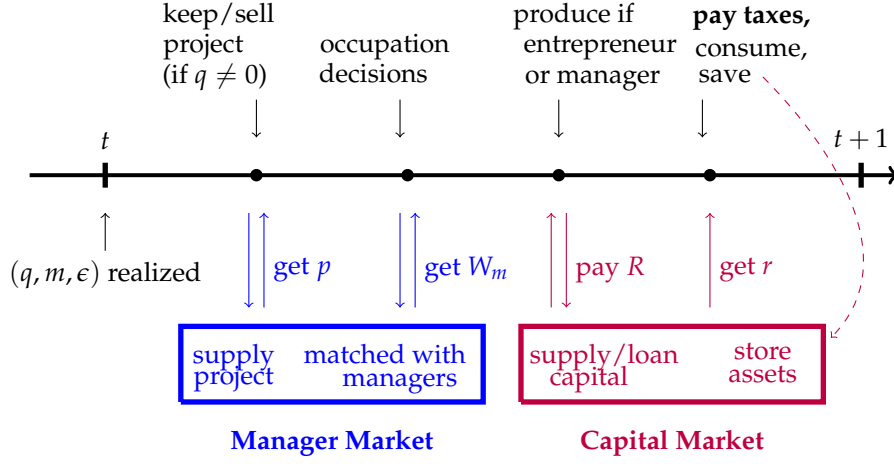 keep/sell
project
(if q ≠ 0)
occupation
decisions
produce if
entrepreneur
or manager
pay taxes,
consume,
save
t
t + 1
(q, m, ϵ) realized
get p
get W_m
pay R
get r
supply
project
matched with
managers
supply/loan
capital
store
assets
Manager Market
Capital Market